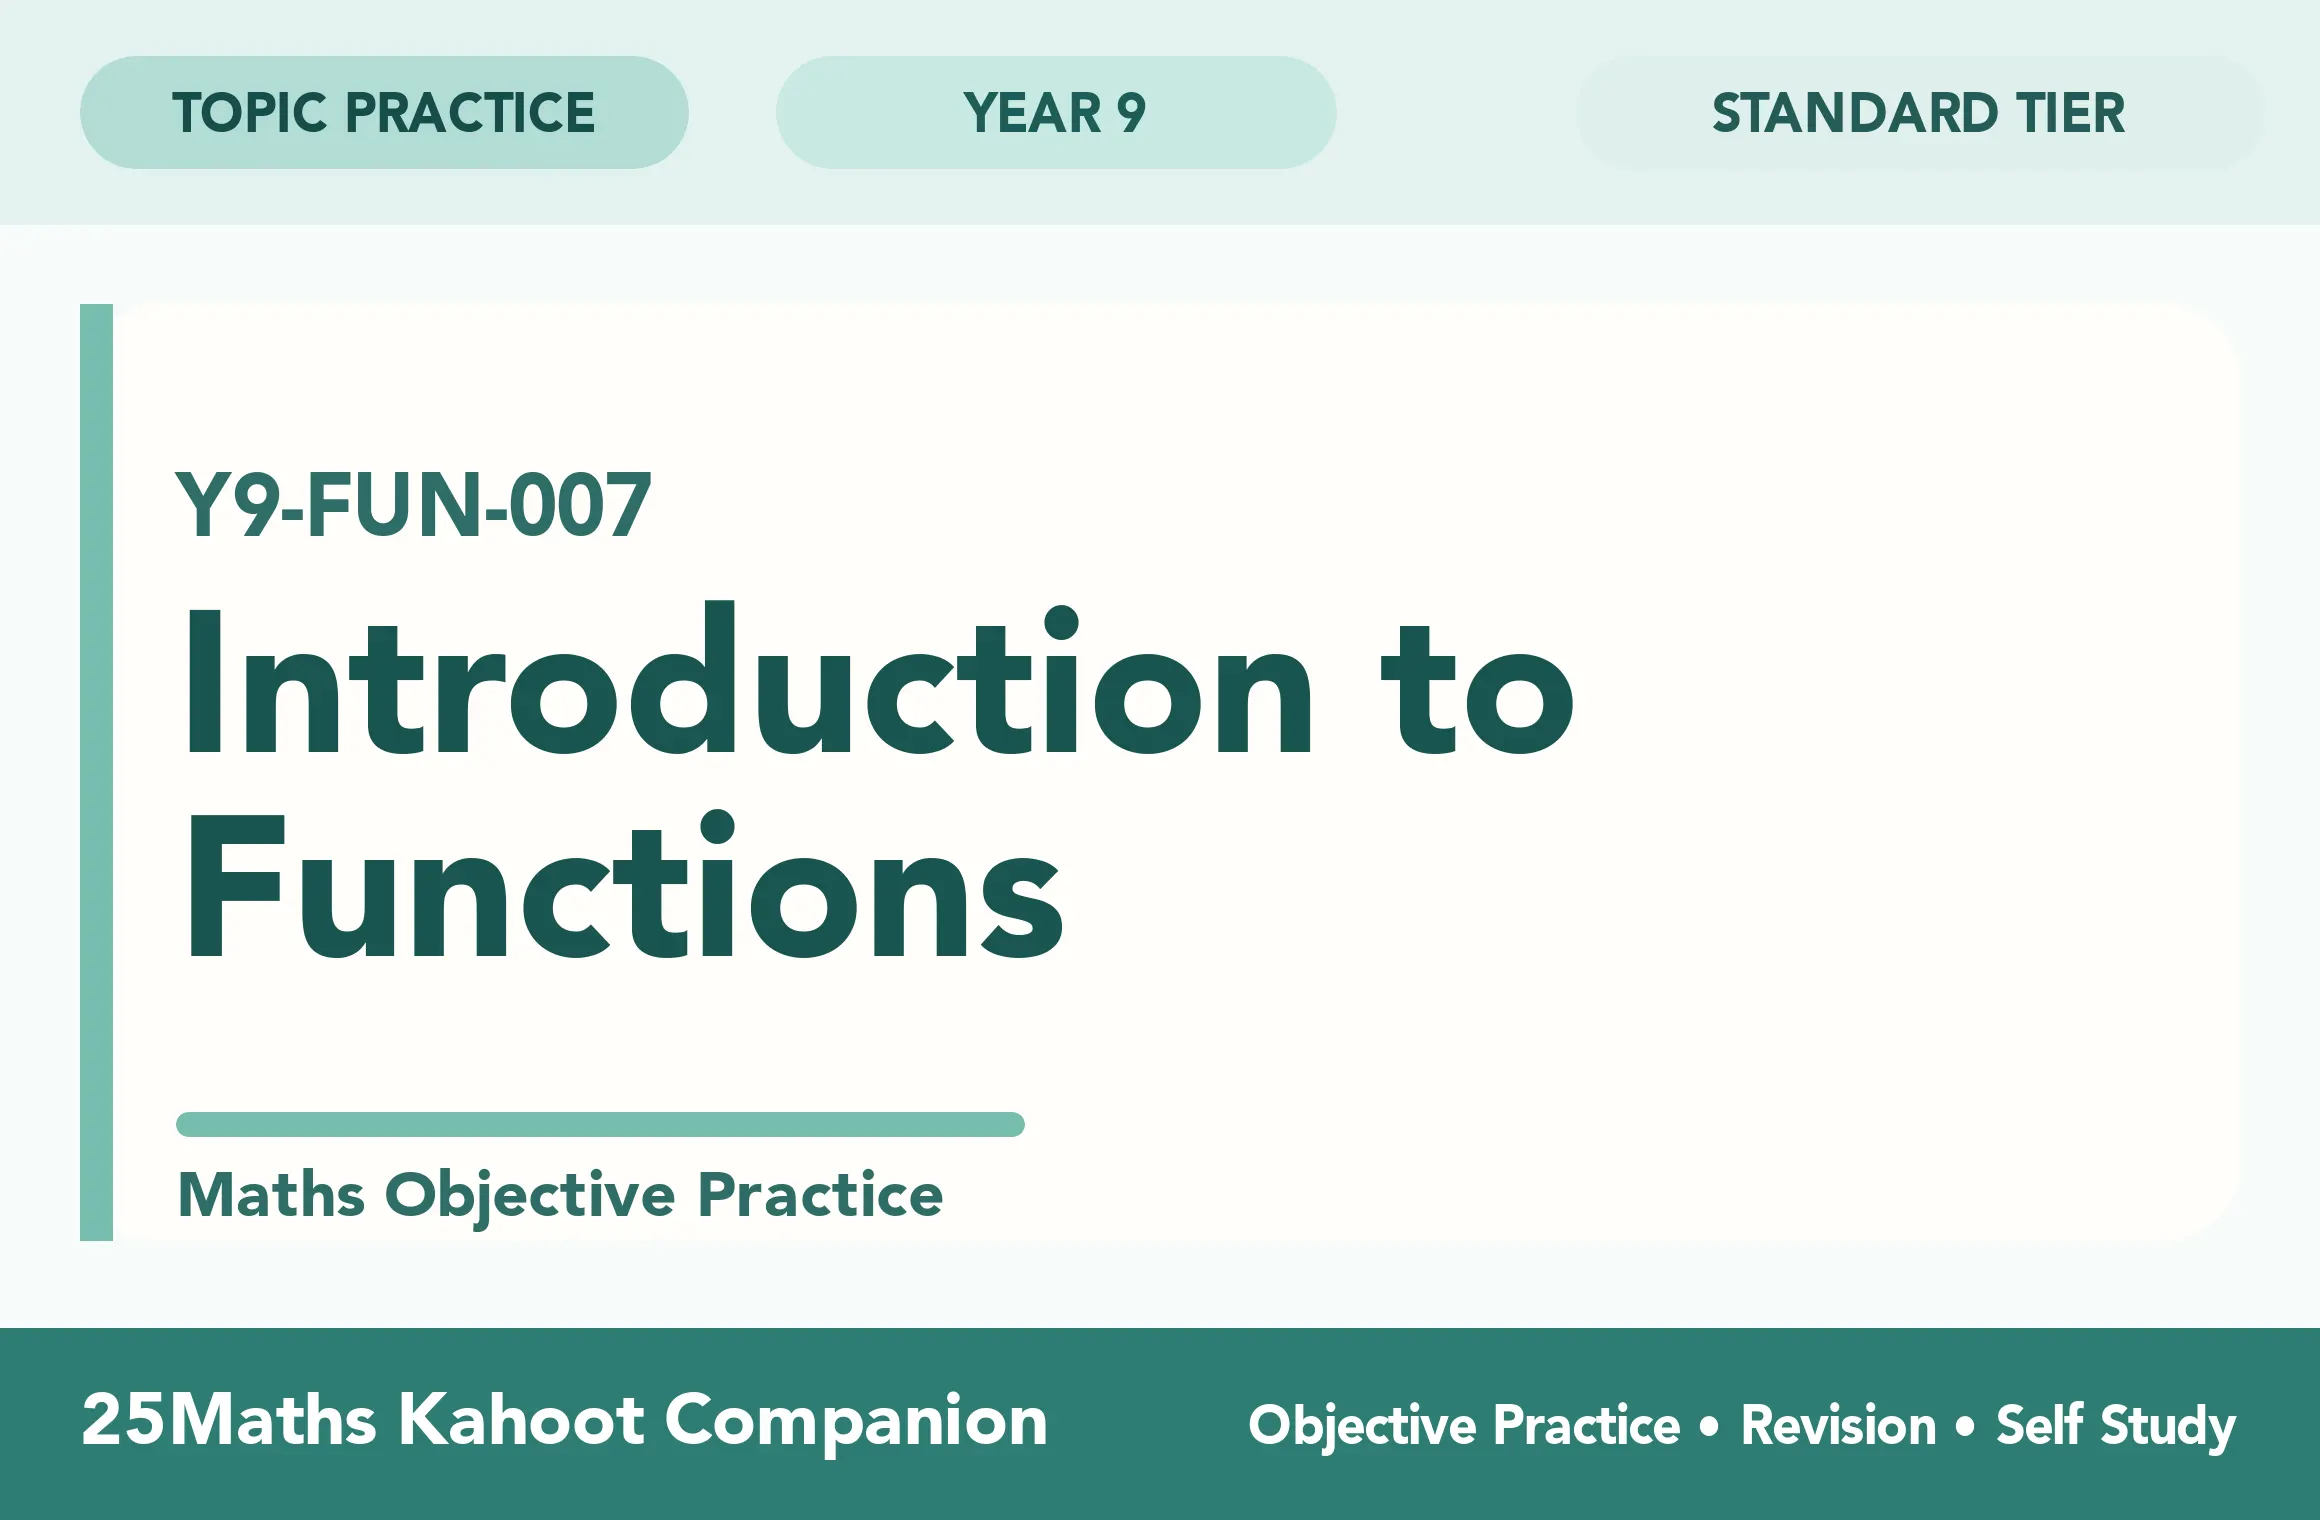 TOPIC PRACTICE
YEAR 9
STANDARD TIER
Y9-FUN-007
Introduction to
Functions
Maths Objective Practice
25Maths Kahoot Companion
Objective Practice • Revision • Self Study